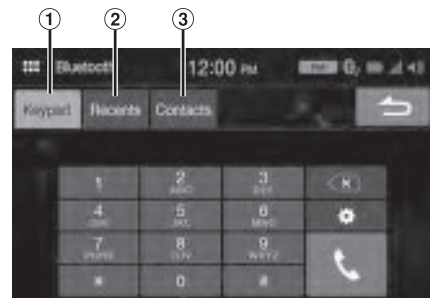 ① ② ③
Bluetooth 12:00 PM
Keypad Recents Contacts
1 2 ABC 3 DEF
4 GHI 5 JKL 6 MNO
7 PQRS 8 TUV 9 WXYZ
* 0 #